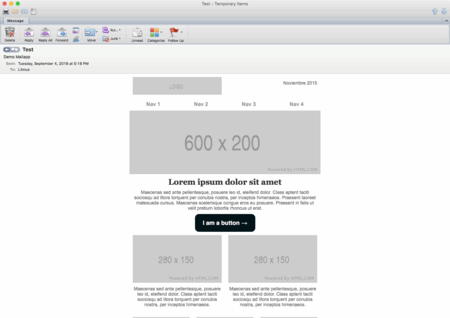 Test - Temporary Items
Message
Delete
Reply
Reply All
Forward
Move
Junk
Unread
Categorize
Follow Up
Test
Demo Mailapp
Sent: Tuesday, September 4, 2018 at 5:18 PM
To: Litmus
LOGO
Noviembre 2015
Nav 1 Nav 2 Nav 3 Nav 4
600 x 200
Powered by HTML.COM
Lorem ipsum dolor sit amet
Maecenas sed ante pellentesque, posuere leo id, eleifend dolor. Class aptent taciti
sociosqu ad litora torquent per conubia nostra, per inceptos himenaeos. Praesent laoreet
malesuada cursus. Maecenas scelerisque congue eros eu posuere. Praesent in felis ut
velit pretium lobortis rhoncus ut erat.
I am a button →
280 x 150
Powered by HTML.COM
280 x 150
Powered by HTML.COM
Maecenas sed ante pellentesque, posuere
leo id, eleifend dolor. Class aptent taciti
sociosqu ad litora torquent per conubia
nostra, per inceptos himenaeos.
Maecenas sed ante pellentesque, posuere
leo id, eleifend dolor. Class aptent taciti
sociosqu ad litora torquent per conubia
nostra, per inceptos himenaeos.